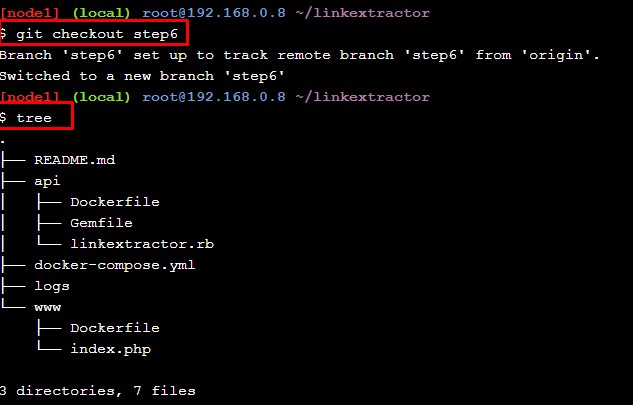 [node1] (local) root@192.168.0.8 ~/linkextractor
$ git checkout step6
Branch 'step6' set up to track remote branch 'step6' from 'origin'.
Switched to a new branch 'step6'
[node1] (local) root@192.168.0.8 ~/linkextractor
$ tree
.
├── README.md
├── api
│   ├── Dockerfile
│   ├── Gemfile
│   └── linkextractor.rb
├── docker-compose.yml
├── logs
└── www
    ├── Dockerfile
    └── index.php

3 directories, 7 files